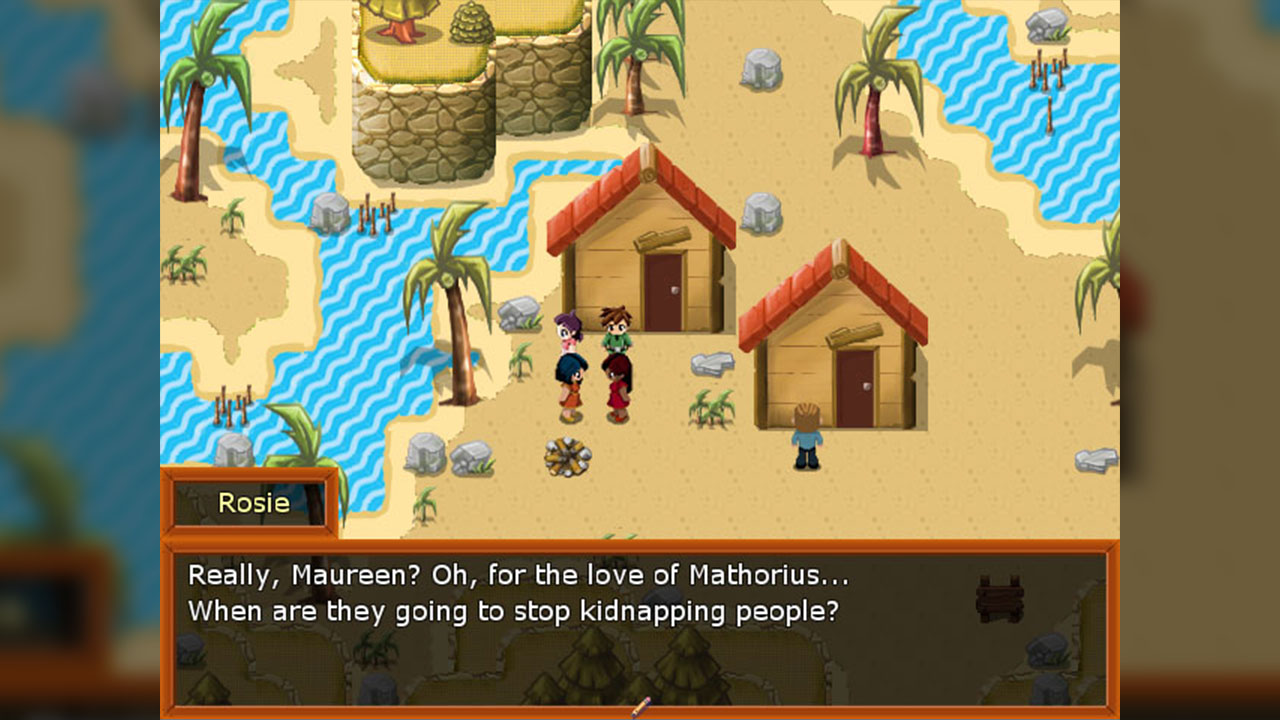 Rosie
Really, Maureen? Oh, for the love of Mathorius...
When are they going to stop kidnapping people?